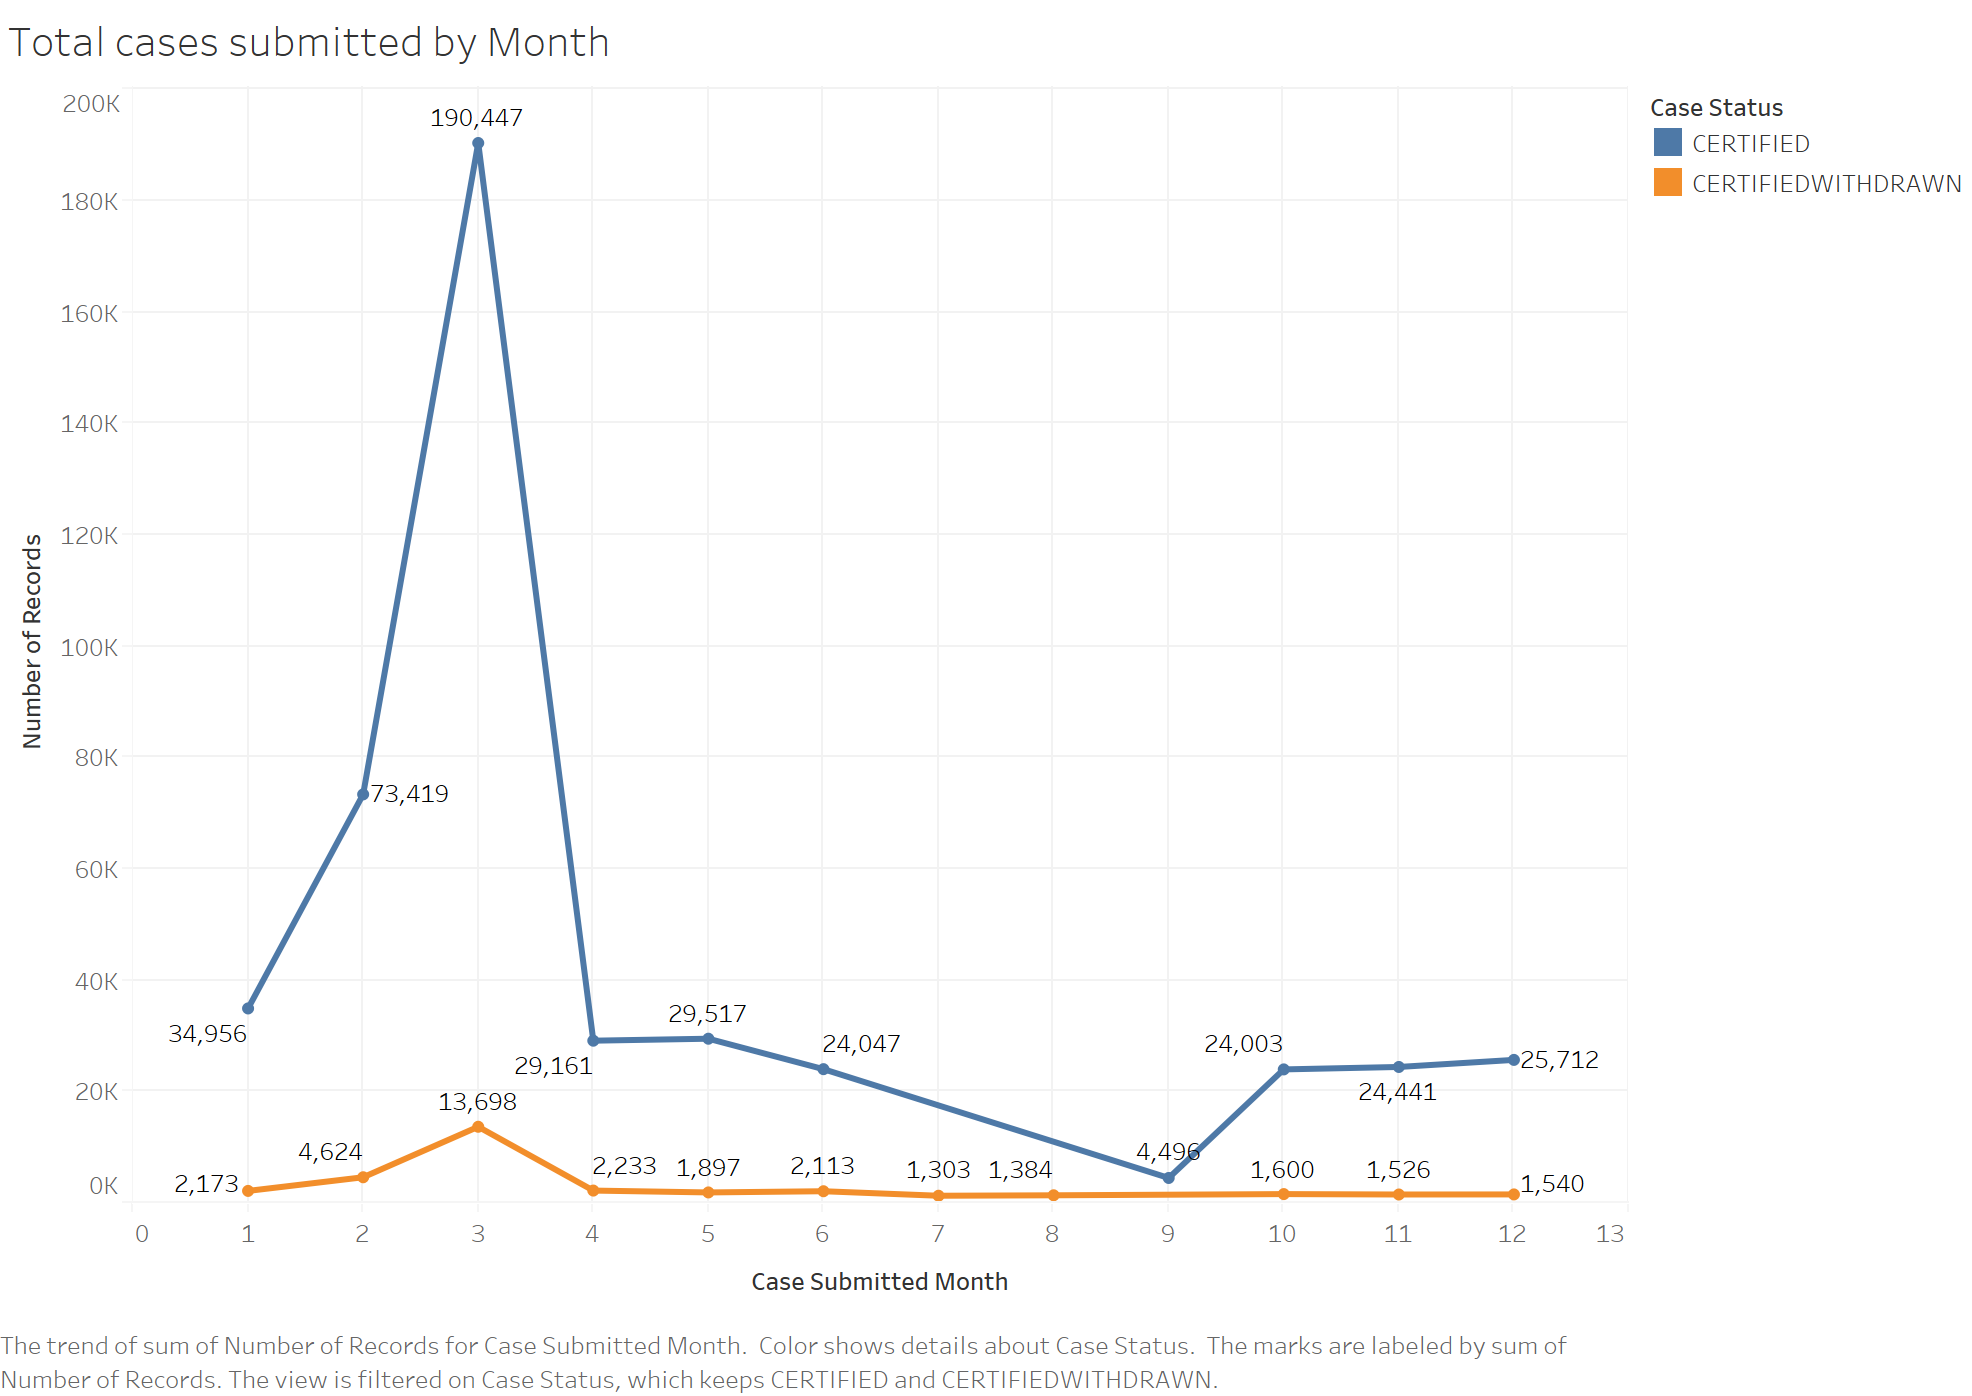 Total cases submitted by Month
200K
180K
160K
140K
120K
100K
80K
60K
40K
20K
0K
Number of Records
190,447
73,419
34,956
29,161
29,517
24,047
4,496
24,003
24,441
25,712
2,173
4,624
13,698
2,233
1,897
2,113
1,303
1,384
1,600
1,526
1,540
0 1 2 3 4 5 6 7 8 9 10 11 12 13
Case Submitted Month
Case Status
CERTIFIED
CERTIFIEDWITHDRAWN
The trend of sum of Number of Records for Case Submitted Month. Color shows details about Case Status. The marks are labeled by sum of
Number of Records. The view is filtered on Case Status, which keeps CERTIFIED and CERTIFIEDWITHDRAWN.